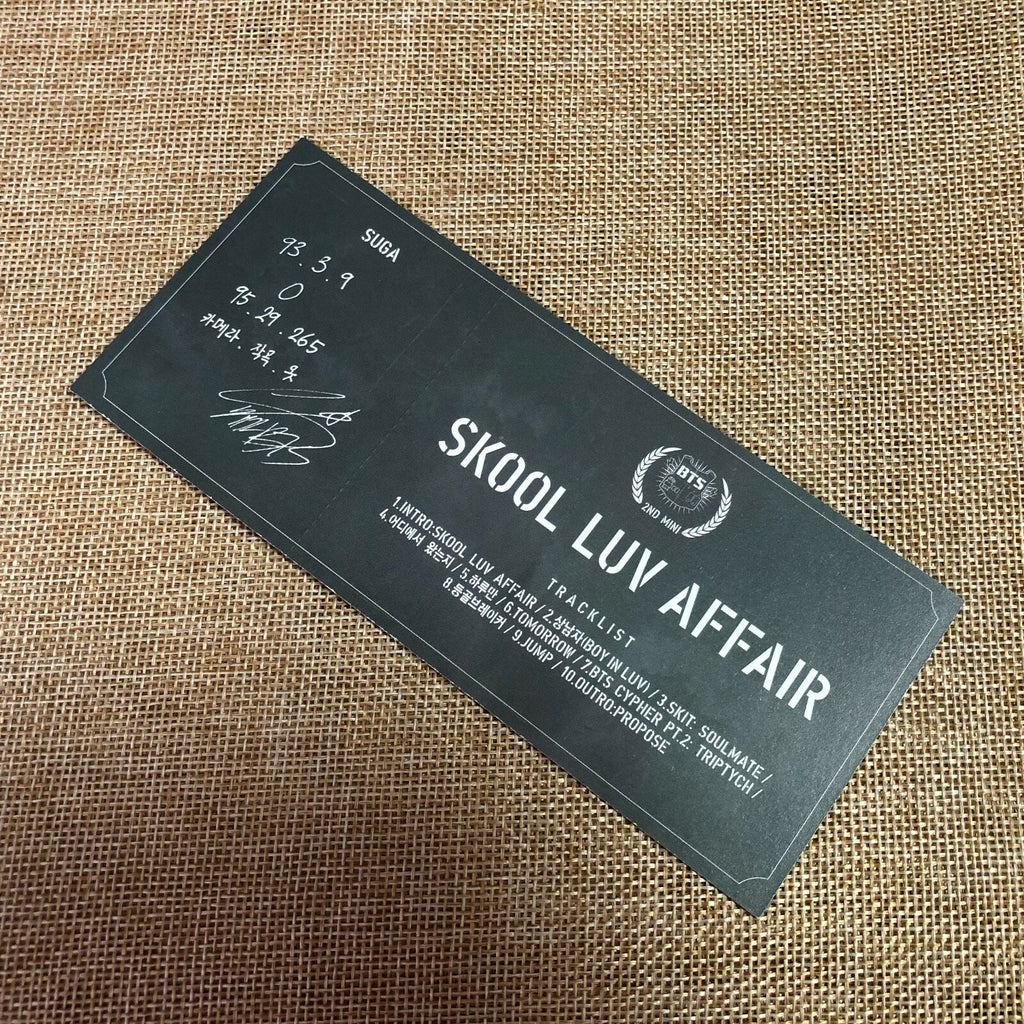 SUGA
93.3.9
O
95.29.265
카메라.작곡.옷
BTS
2ND MINI
SKOOL LUV AFFAIR
TRACKLIST
1.INTRO:SKOOL LUV AFFAIR / 2.상남자(BOY IN LUV) / 3.SKIT: SOULMATE /
4.어디에서 왔는지 / 5.하루만 / 6.TOMORROW / 7.BTS CYPHER PT.2: TRIPTYCH /
8.등골브레이커 / 9.JUMP / 10.OUTRO:PROPOSE